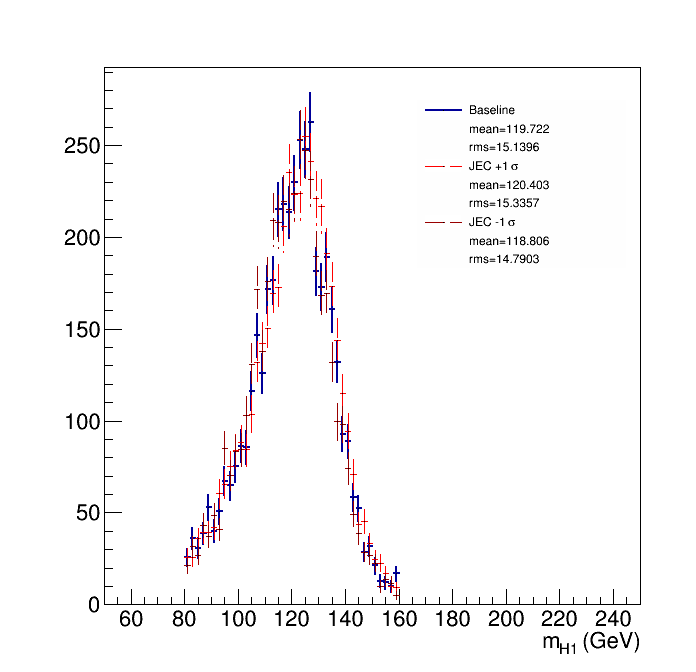 Baseline
mean=119.722
rms=15.1396
JEC +1 σ
mean=120.403
rms=15.3357
JEC -1 σ
mean=118.806
rms=14.7903
250
200
150
100
50
0
60 80 100 120 140 160 180 200 220 240
m_H1 (GeV)